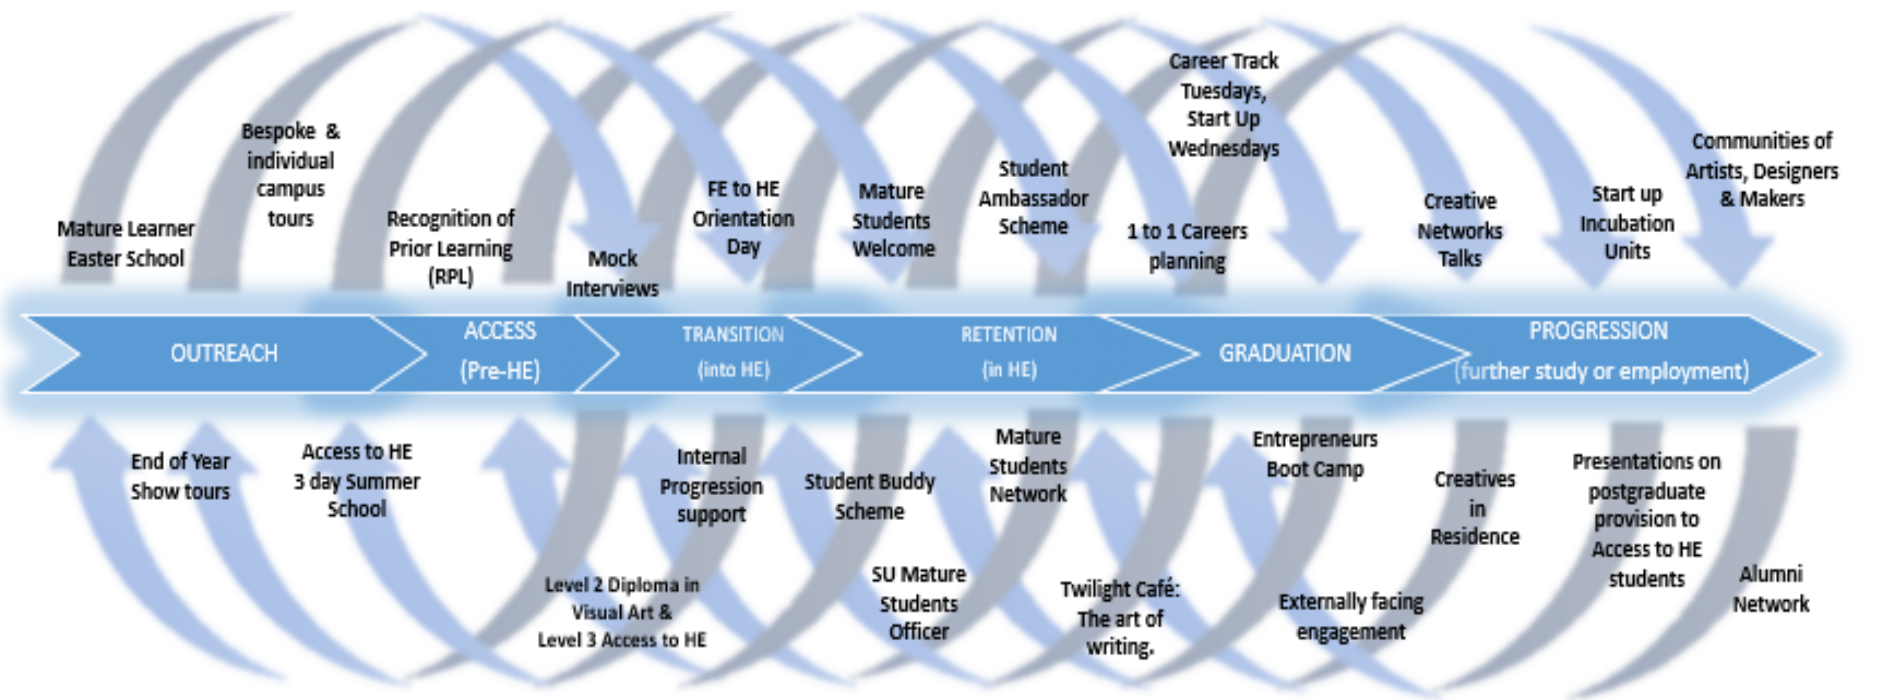 Mature Learner
Easter School
Bespoke & 
individual
campus
tours
Recognition of
Prior Learning
(RPL)
Mock
Interviews
FE to HE
Orientation
Day
Mature
Students
Welcome
Student
Ambassador
Scheme
Career Track
Tuesdays,
Start Up
Wednesdays
1 to 1 Careers
planning
Creative
Networks
Talks
Start up
Incubation
Units
Communities of
Artists, Designers
& Makers
OUTREACH
ACCESS
(Pre-HE)
TRANSITION
(into HE)
RETENTION
(in HE)
GRADUATION
PROGRESSION
(further study or employment)
End of Year
Show tours
Access to HE
3 day Summer
School
Level 2 Diploma in
Visual Art &
Level 3 Access to HE
Internal
Progression
support
Student Buddy
Scheme
SU Mature
Students
Officer
Mature
Students
Network
Twilight Café:
The art of
writing.
Entrepreneurs
Boot Camp
Externally facing
engagement
Creatives
in
Residence
Presentations on
postgraduate
provision to
Access to HE
students
Alumni
Network